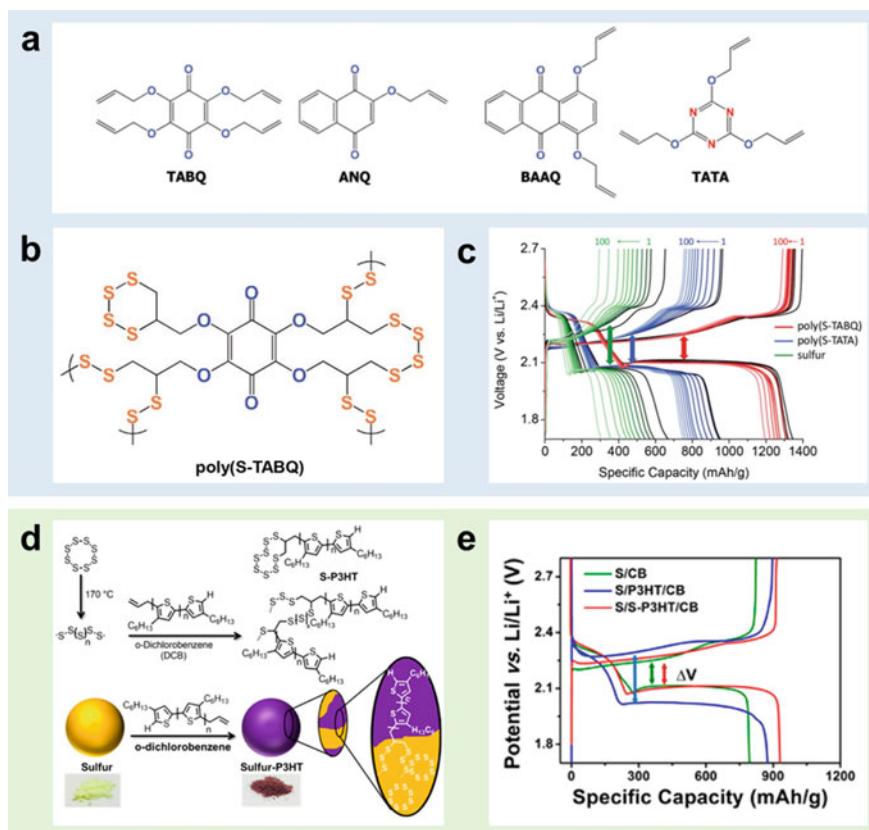 a
O
O
O
O
O
O
TABQ
O
O
O
ANQ
O
O
O
O
BAAQ
O
N
N
N
O
O
TATA
b
S
S
S
S
O
O
S
S
S
S
S
S
O
O
O
O
S
S
S
S
S
S
poly(S-TABQ)
c
2.7
2.4
2.1
1.8
Voltage (V vs. Li/Li+)
100 ← 1
100 ← 1
100 ← 1
poly(S-TABQ)
poly(S-TATA)
sulfur
0 200 400 600 800 1000 1200 1400
Specific Capacity (mAh/g)
d
170 °C
o-Dichlorobenzene
(DCB)
S-P3HT
C6H13
C6H13
Sulfur
o-dichlorobenzene
Sulfur-P3HT
e
S/CB
S/P3HT/CB
S/S-P3HT/CB
ΔV
2.7
2.4
2.1
1.8
Potential vs. Li/Li+ (V)
0 300 600 900 1200
Specific Capacity (mAh/g)